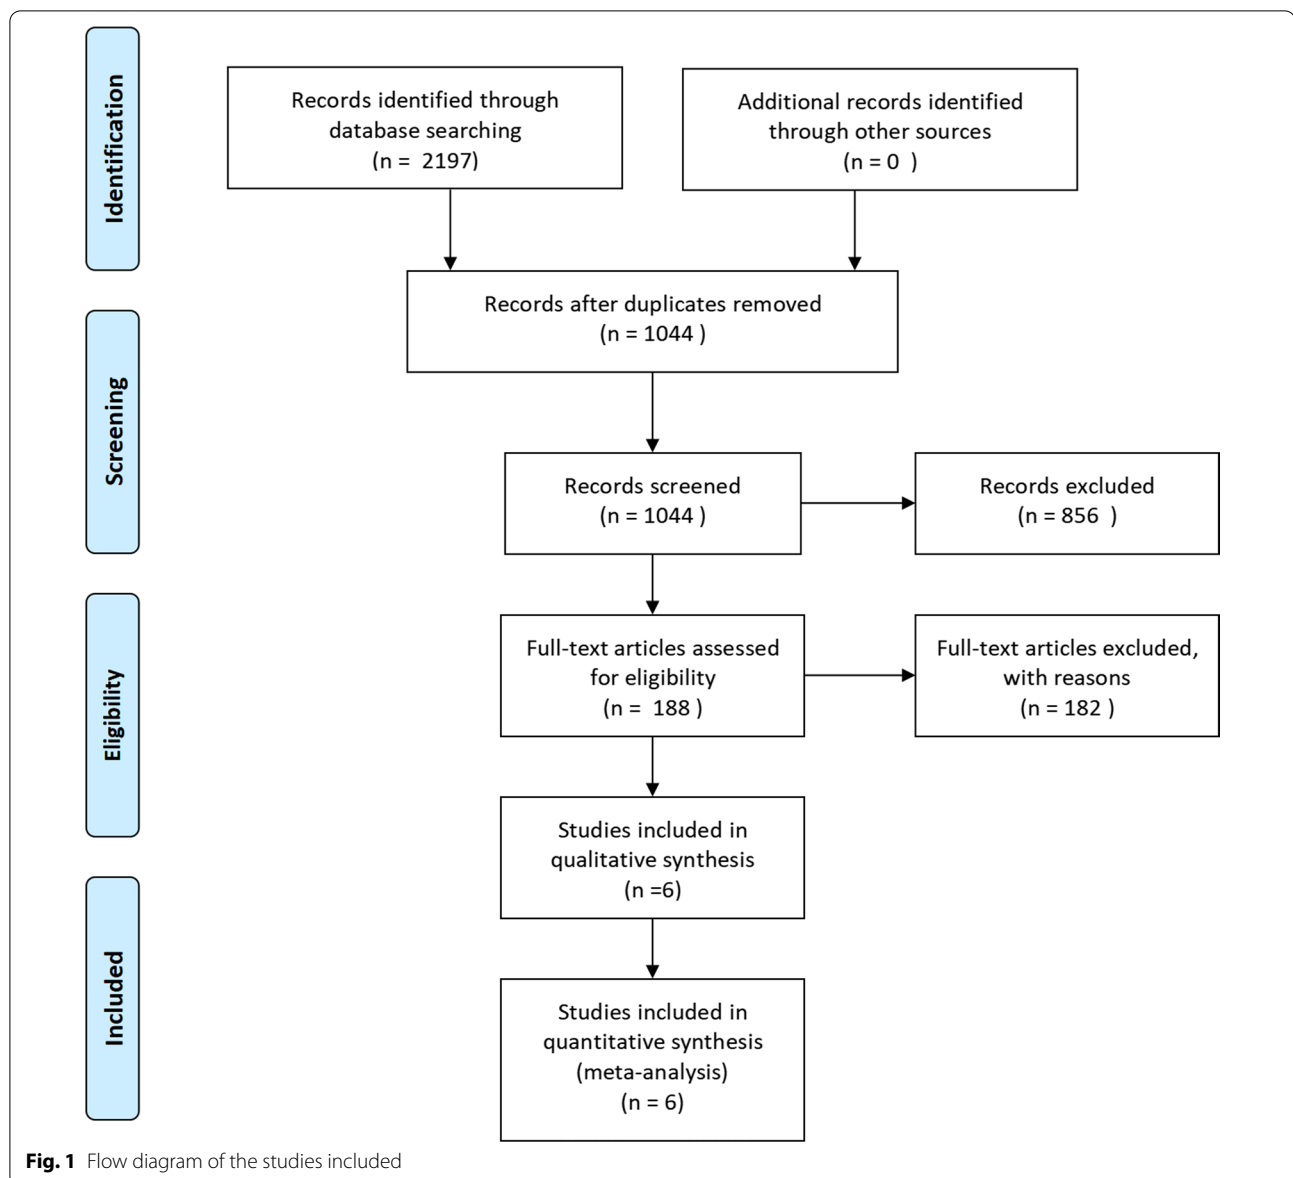 Identification
Records identified through
database searching
(n =  2197)
Additional records identified
through other sources
(n = 0  )
Records after duplicates removed
(n = 1044 )
Screening
Records screened
(n = 1044 )
Records excluded
(n = 856  )
Eligibility
Full-text articles assessed
for eligibility
(n =  188 )
Full-text articles excluded,
with reasons
(n = 182 )
Studies included in
qualitative synthesis
(n =6)
Included
Studies included in
quantitative synthesis
(meta-analysis)
(n = 6)
Fig. 1  Flow diagram of the studies included